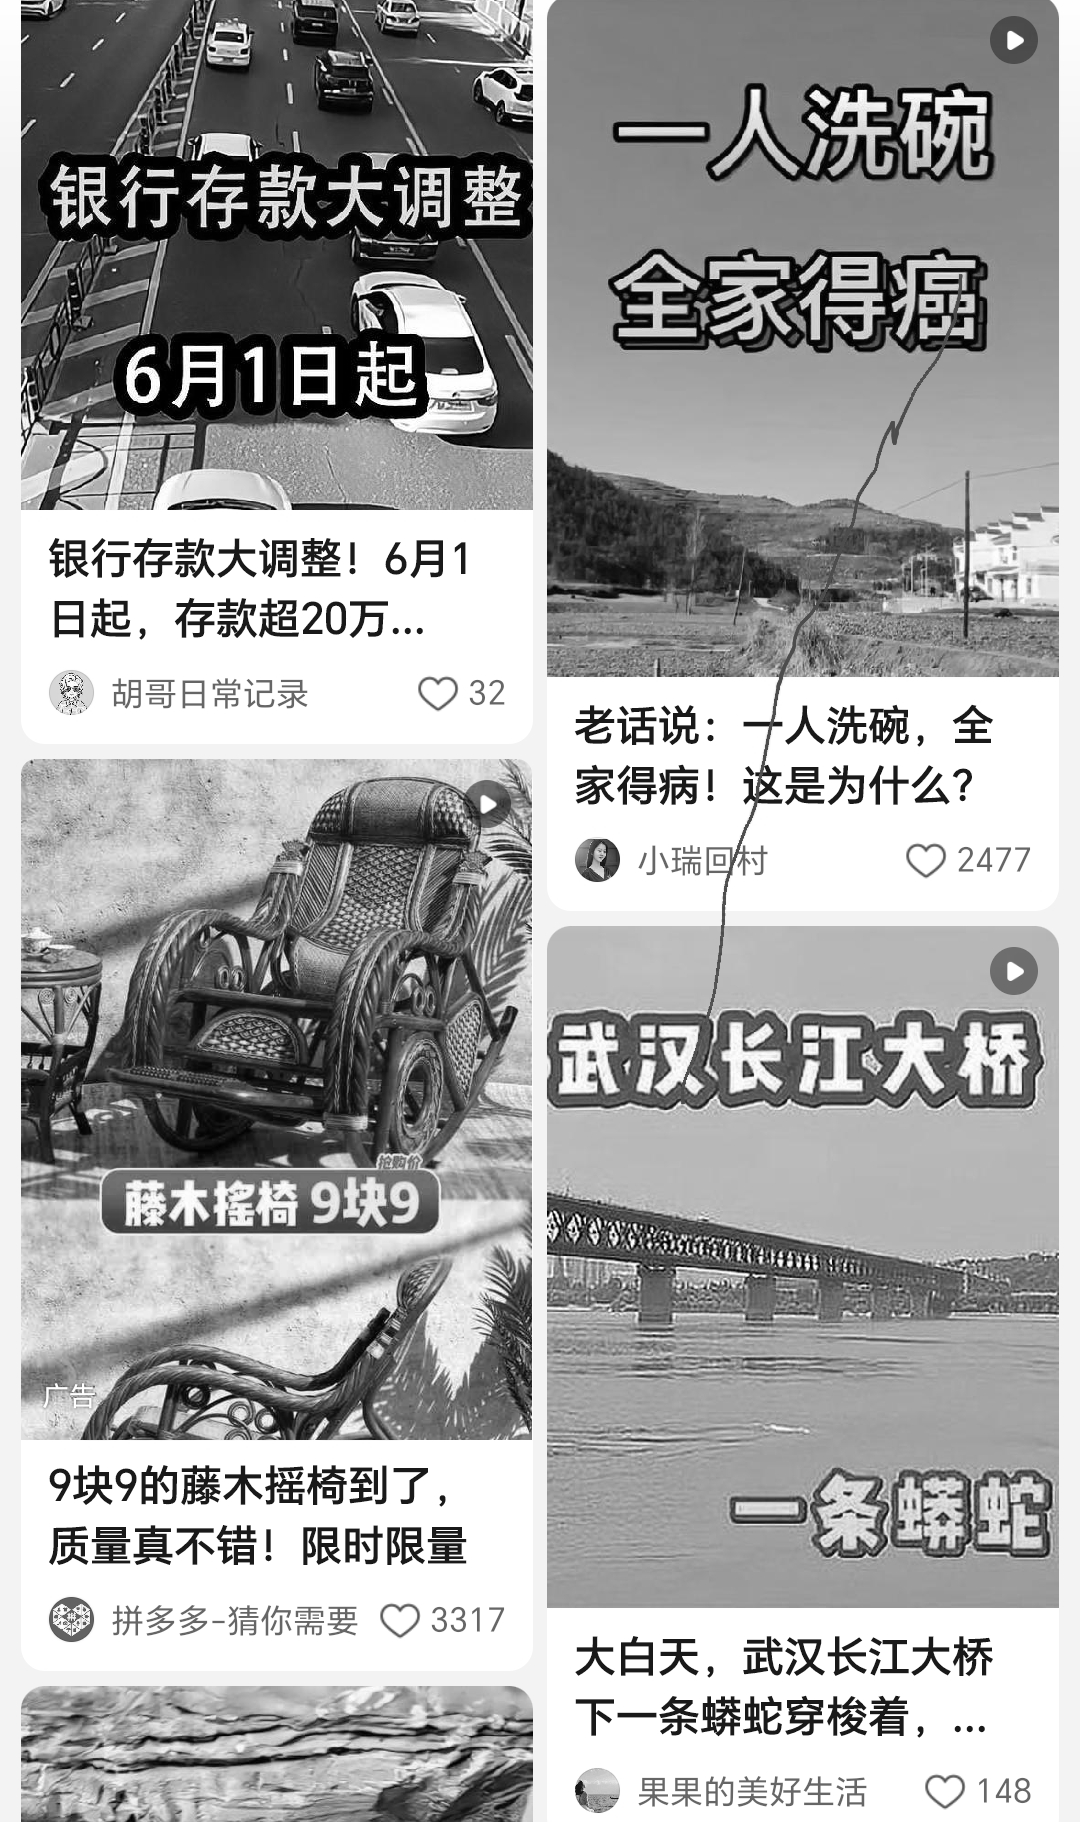 银行存款大调整
6月1日起
银行存款大调整！6月1
日起，存款超20万...
胡哥日常记录
32
抢购价
藤木摇椅 9块9
广告
9块9的藤木摇椅到了，
质量真不错！限时限量
拼多多-猜你需要
3317
一人洗碗
全家得癌
老话说：一人洗碗，全
家得病！这是为什么？
小瑞回村
2477
武汉长江大桥
一条蟒蛇
大白天，武汉长江大桥
下一条蟒蛇穿梭着，...
果果的美好生活
148